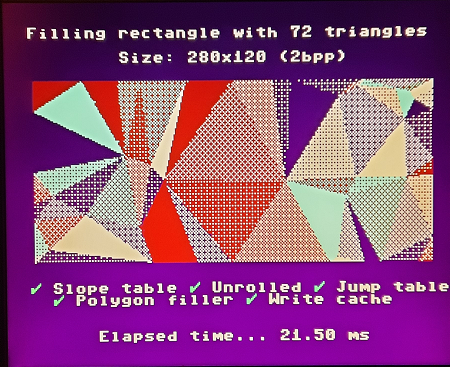 Filling rectangle with 72 triangles
Size: 280x120 (2bpp)
✓ Slope table ✓ Unrolled ✓ Jump table
✓ Polygon filler ✓ Write cache
Elapsed time... 21.50 ms